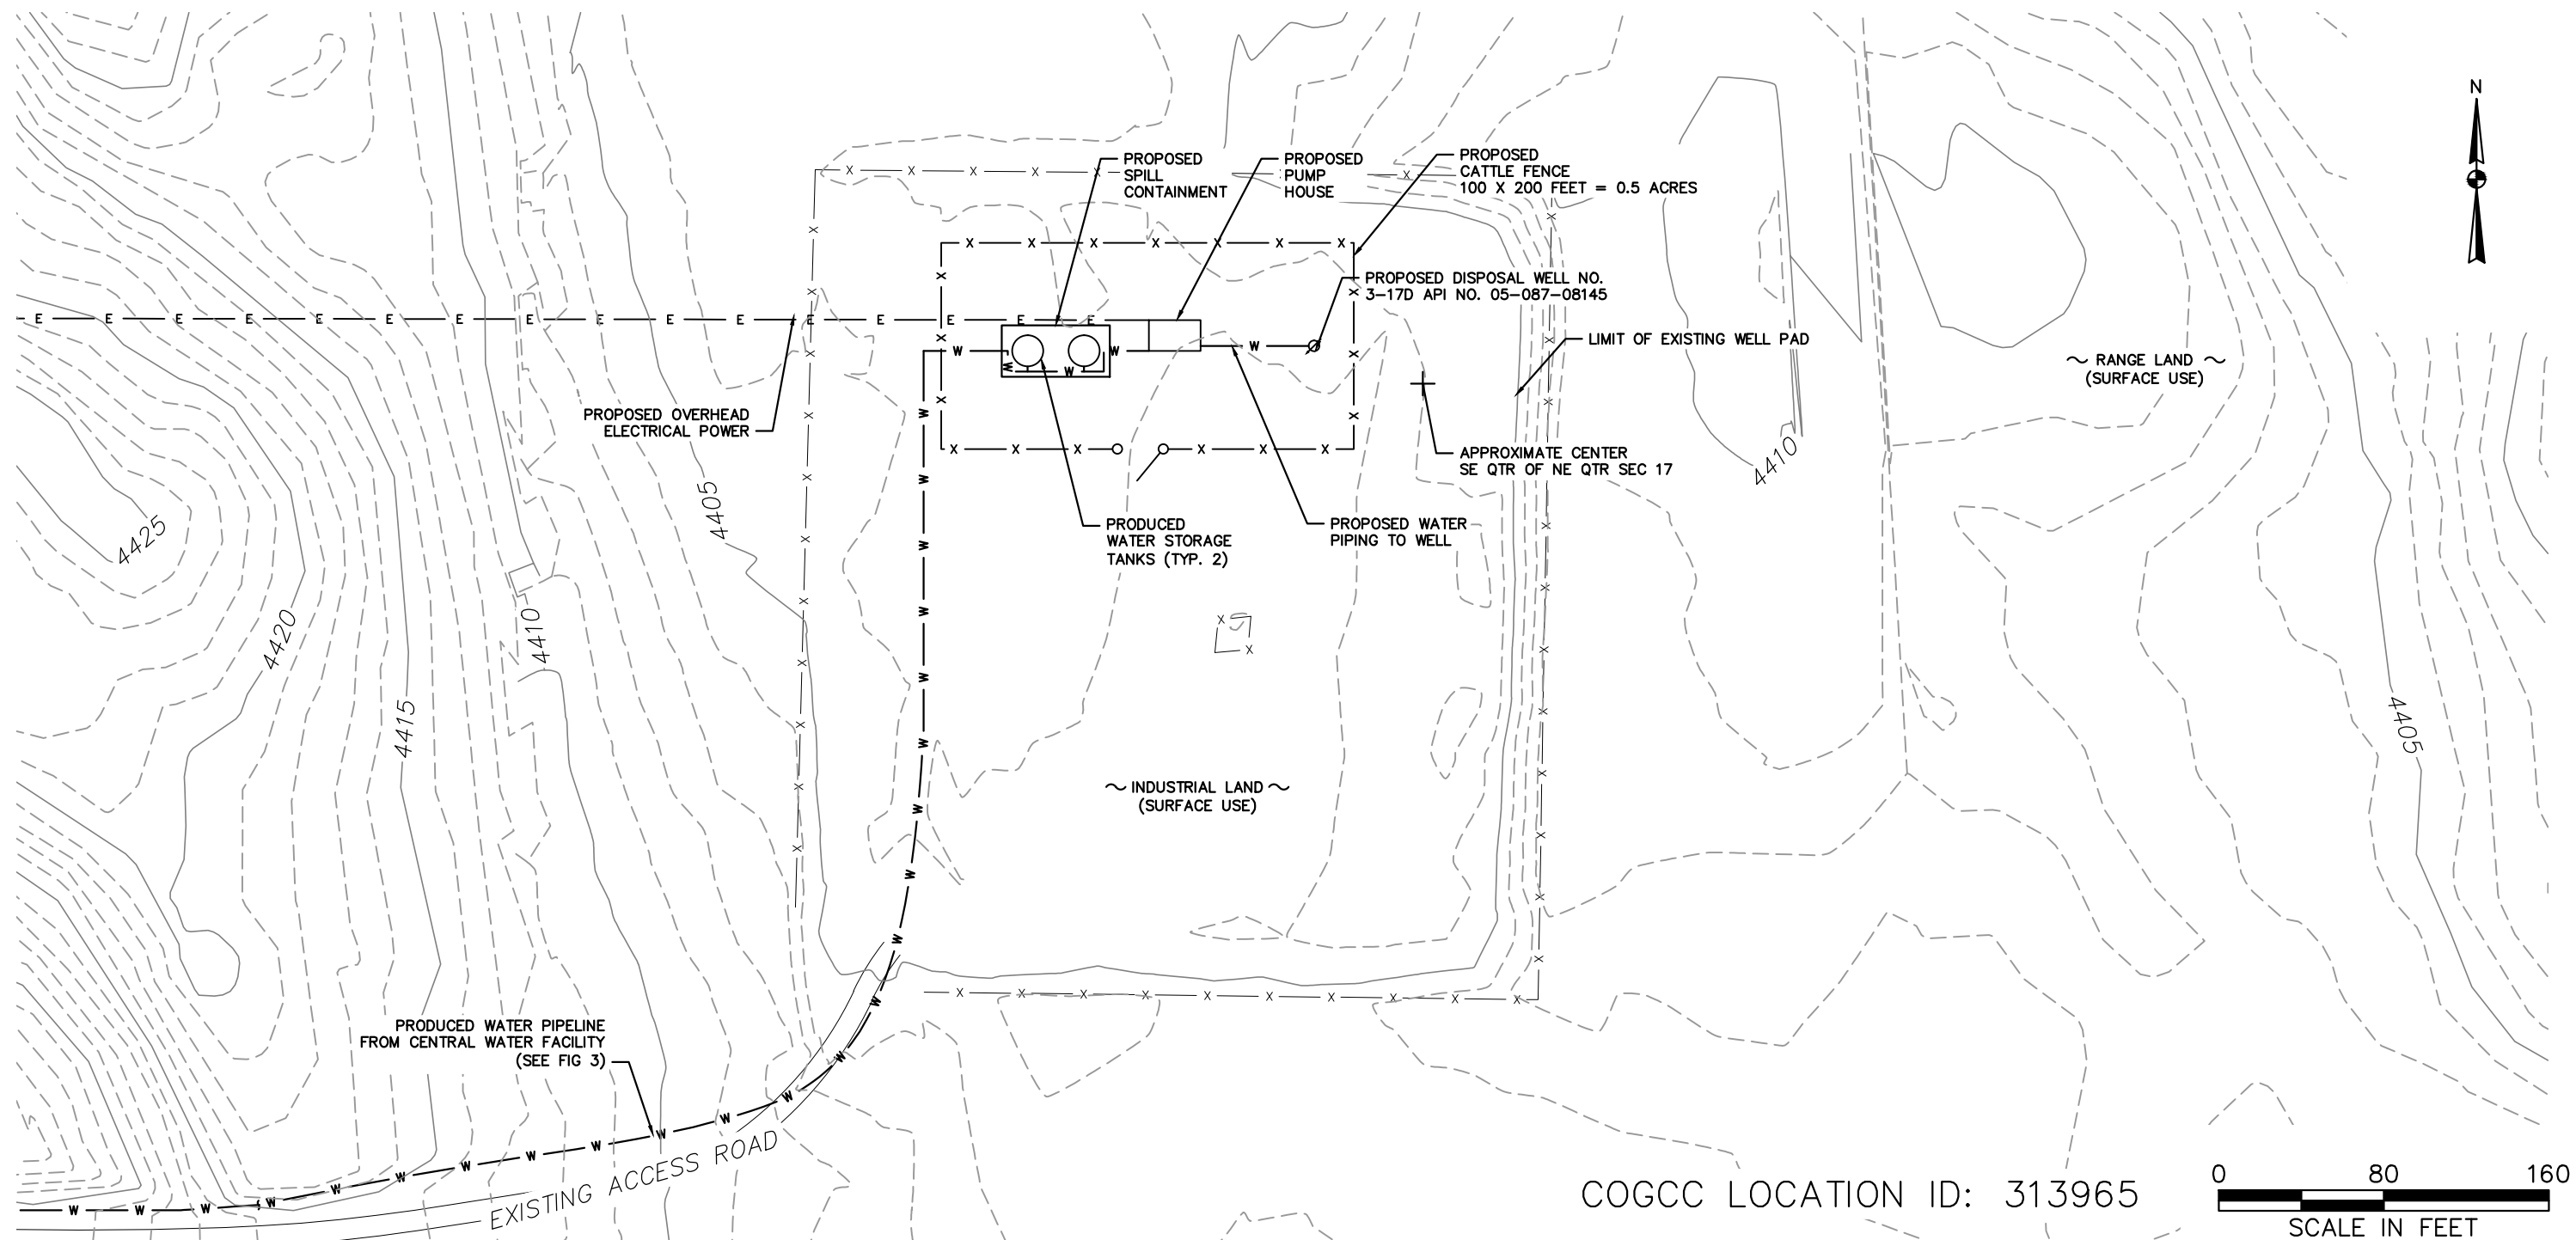 N
PROPOSED
SPILL
CONTAINMENT
PROPOSED
PUMP
HOUSE
PROPOSED
CATTLE FENCE
100 X 200 FEET = 0.5 ACRES
PROPOSED DISPOSAL WELL NO.
3-17D API NO. 05-087-08145
LIMIT OF EXISTING WELL PAD
~ RANGE LAND ~
(SURFACE USE)
PROPOSED OVERHEAD
ELECTRICAL POWER
APPROXIMATE CENTER
SE QTR OF NE QTR SEC 17
4410
4405
4425
PRODUCED
WATER STORAGE
TANKS (TYP. 2)
PROPOSED WATER
PIPING TO WELL
4420
4410
4415
4405
~ INDUSTRIAL LAND ~
(SURFACE USE)
PRODUCED WATER PIPELINE
FROM CENTRAL WATER FACILITY
(SEE FIG 3)
EXISTING ACCESS ROAD
COGCC LOCATION ID: 313965
0 80 160
SCALE IN FEET